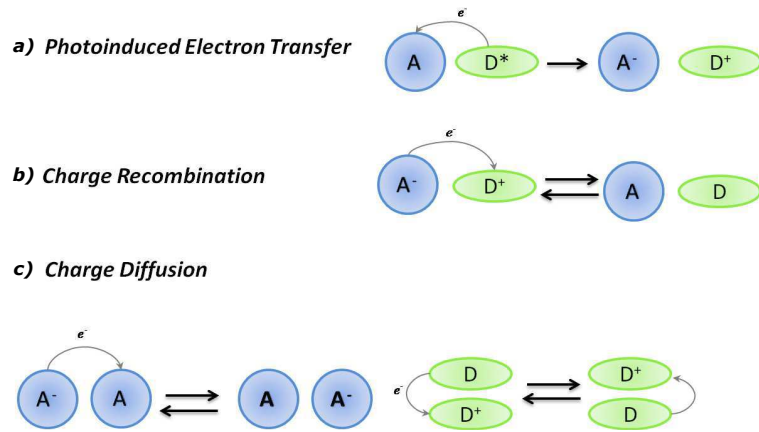 e⁻
a) Photoinduced Electron Transfer
A D* A⁻ D⁺
e⁻
b) Charge Recombination
A⁻ D⁺ A D
c) Charge Diffusion
e⁻
A⁻ A A A⁻
D D⁺
e⁻
D⁺ D